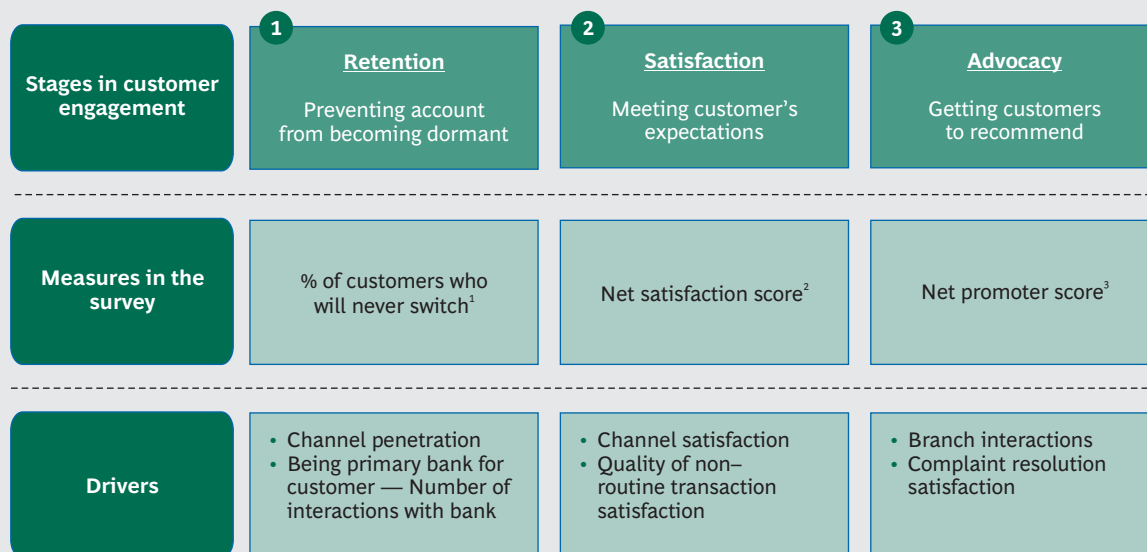 Stages in customer
engagement
1
Retention
Preventing account
from becoming dormant
2
Satisfaction
Meeting customer's
expectations
3
Advocacy
Getting customers
to recommend
Measures in the
survey
% of customers who
will never switch¹
Net satisfaction score²
Net promoter score³
Drivers
• Channel penetration
• Being primary bank for
customer — Number of
interactions with bank
• Channel satisfaction
• Quality of non–
routine transaction
satisfaction
• Branch interactions
• Complaint resolution
satisfaction